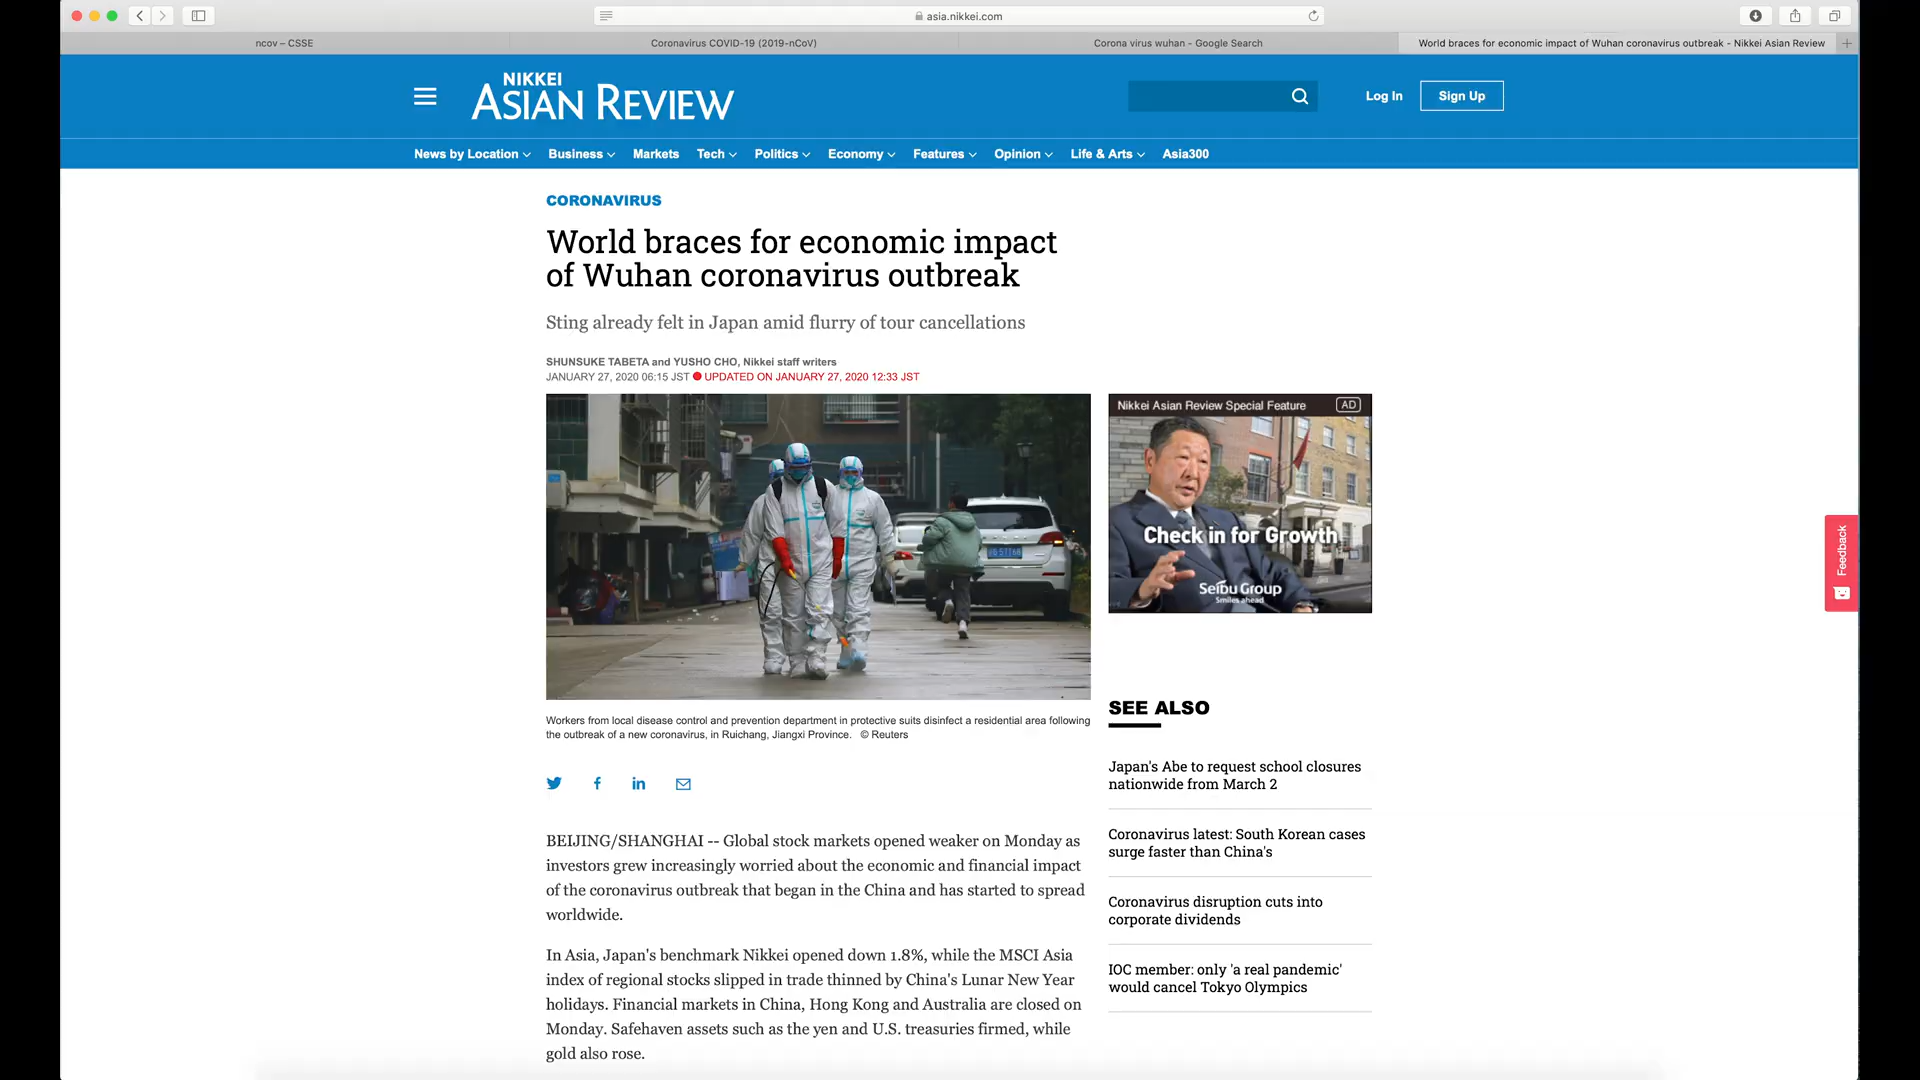 asia.nikkei.com
ncov – CSSE
Coronavirus COVID-19 (2019-nCoV)
Corona virus wuhan - Google Search
World braces for economic impact of Wuhan coronavirus outbreak - Nikkei Asian Review
NIKKEI
ASIAN REVIEW
Log In
Sign Up
News by Location
Business
Markets
Tech
Politics
Economy
Features
Opinion
Life & Arts
Asia300
CORONAVIRUS
World braces for economic impact
of Wuhan coronavirus outbreak
Sting already felt in Japan amid flurry of tour cancellations
SHUNSUKE TABETA and YUSHO CHO, Nikkei staff writers
JANUARY 27, 2020 06:15 JST UPDATED ON JANUARY 27, 2020 12:33 JST
Workers from local disease control and prevention department in protective suits disinfect a residential area following
the outbreak of a new coronavirus, in Ruichang, Jiangxi Province. © Reuters
BEIJING/SHANGHAI -- Global stock markets opened weaker on Monday as
investors grew increasingly worried about the economic and financial impact
of the coronavirus outbreak that began in the China and has started to spread
worldwide.
In Asia, Japan's benchmark Nikkei opened down 1.8%, while the MSCI Asia
index of regional stocks slipped in trade thinned by China's Lunar New Year
holidays. Financial markets in China, Hong Kong and Australia are closed on
Monday. Safehaven assets such as the yen and U.S. treasuries firmed, while
gold also rose.
Nikkei Asian Review Special Feature
AD
Check in for Growth
Seibu Group
Smiles ahead
SEE ALSO
Japan's Abe to request school closures
nationwide from March 2
Coronavirus latest: South Korean cases
surge faster than China's
Coronavirus disruption cuts into
corporate dividends
IOC member: only 'a real pandemic'
would cancel Tokyo Olympics
Feedback